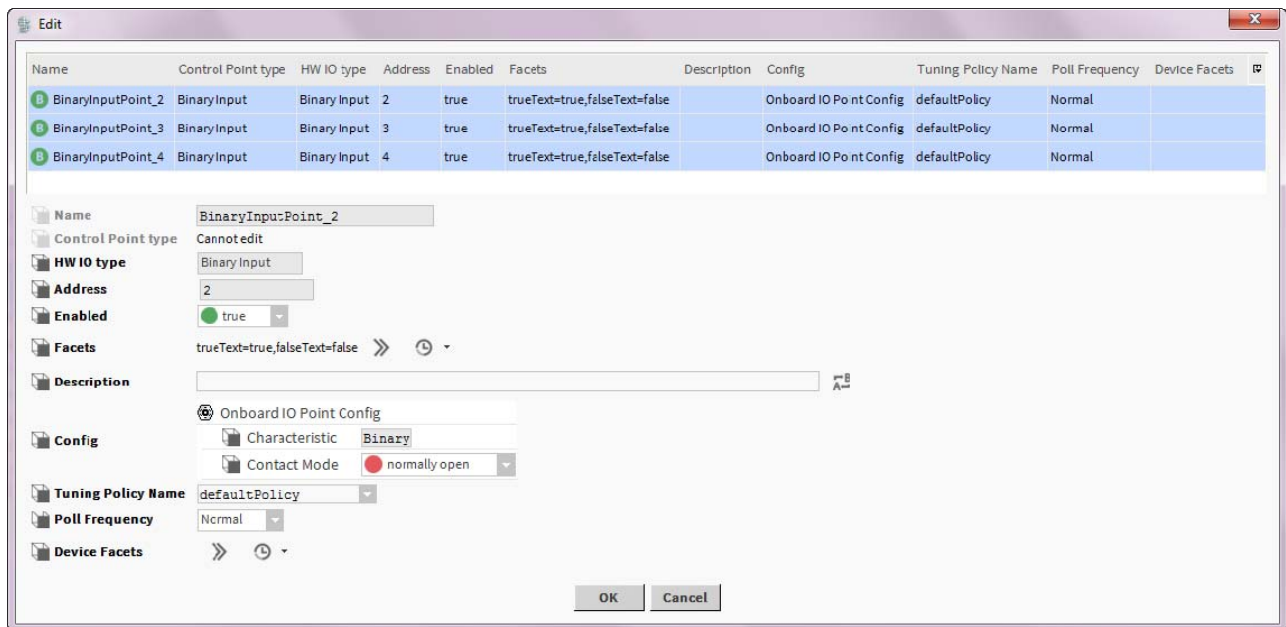 Edit
Name Control Point type HW IO type Address Enabled Facets Description Config Tuning Policy Name Poll Frequency Device Facets
B BinaryInputPoint_2 Binary Input Binary Input 2 true trueText=true,falseText=false Onboard IO Point Config defaultPolicy Normal
B BinaryInputPoint_3 Binary Input Binary Input 3 true trueText=true,falseText=false Onboard IO Point Config defaultPolicy Normal
B BinaryInputPoint_4 Binary Input Binary Input 4 true trueText=true,falseText=false Onboard IO Point Config defaultPolicy Normal
Name BinaryInputPoint_2
Control Point type Cannot edit
HW IO type Binary Input
Address 2
Enabled true
Facets trueText=true,falseText=false
Description
Onboard IO Point Config
Config Characteristic Binary
Contact Mode normally open
Tuning Policy Name defaultPolicy
Poll Frequency Normal
Device Facets
OK Cancel